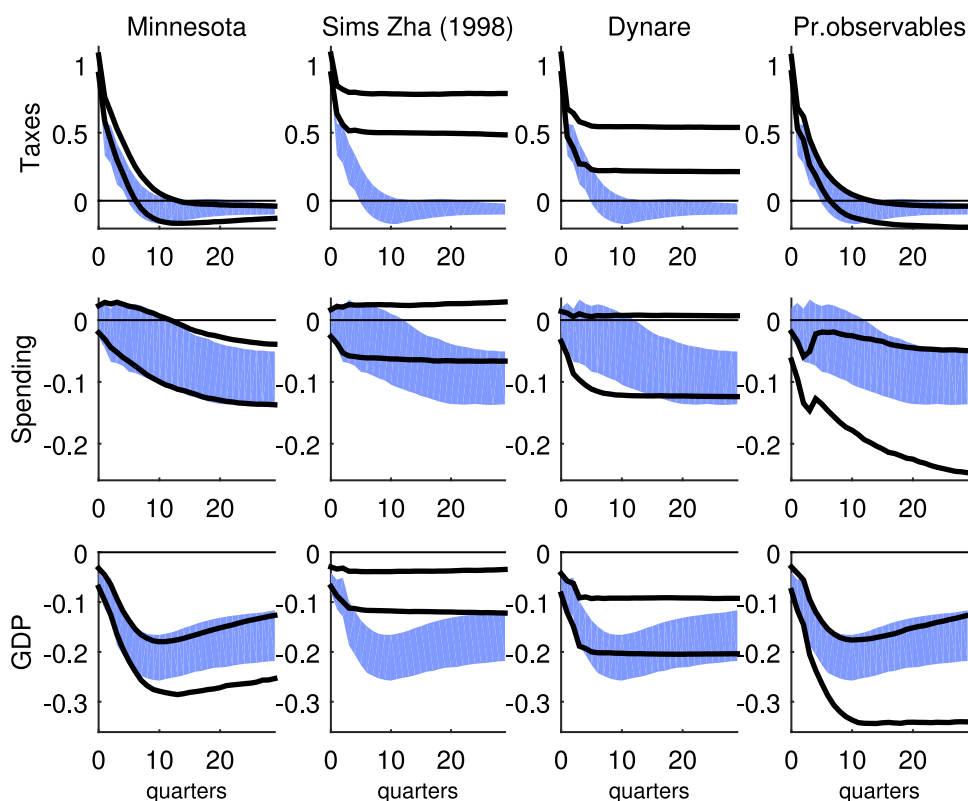 Minnesota Sims Zha (1998) Dynare Pr.observables
Taxes
1 1 1 1
0.5 0.5 0.5 0.5
0 0 0 0
0 10 20 0 10 20 0 10 20 0 10 20
Spending
0 0 0 0
-0.1 -0.1 -0.1 -0.1
-0.2 -0.2 -0.2 -0.2
0 10 20 0 10 20 0 10 20 0 10 20
GDP
0 0 0 0
-0.1 -0.1 -0.1 -0.1
-0.2 -0.2 -0.2 -0.2
-0.3 -0.3 -0.3 -0.3
0 10 20 0 10 20 0 10 20 0 10 20
quarters quarters quarters quarters